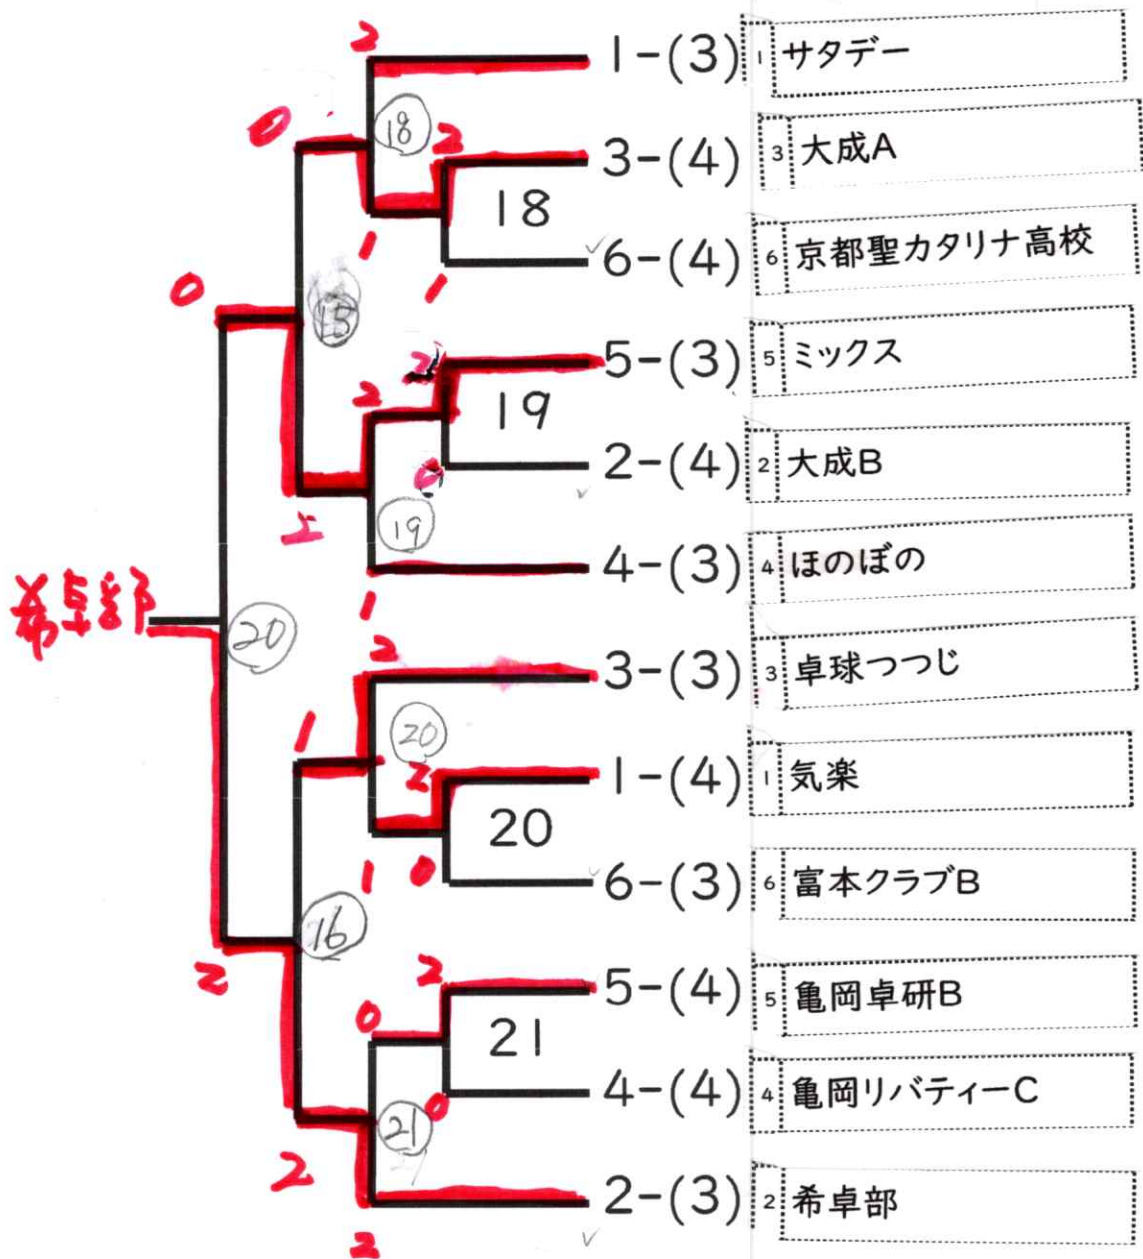 2
1-(3) 1 サタデー
0
18
2
3-(4) 3 大成A
18
1
6-(4) 6 京都聖カタリナ高校
1
0
15
2
5-(3) 5 ミックス
2
19
0
2-(4) 2 大成B
19
4-(3) 4 ほのぼの
1
希卓部
20
2
3-(3) 3 卓球つつじ
1
20
2
1-(4) 1 気楽
20
1
0
6-(3) 6 富本クラブB
16
2
2
5-(4) 5 亀岡卓研B
0
21
4-(4) 4 亀岡リバティーC
0
21
2
2-(3) 2 希卓部
2